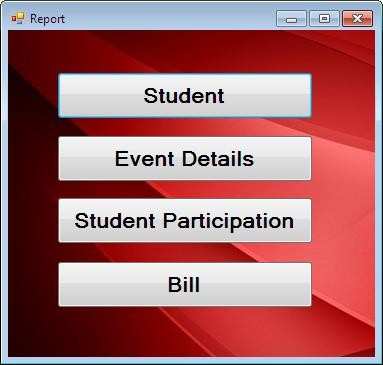 Report
Student
Event Details
Student Participation
Bill